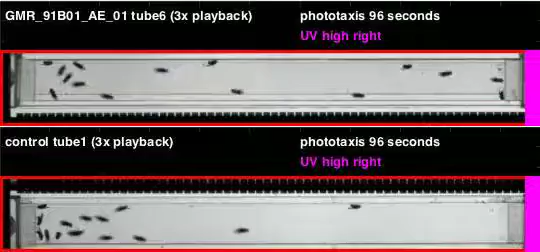 GMR_91B01_AE_01 tube6 (3x playback)
phototaxis 96 seconds
UV high right
control tube1 (3x playback)
phototaxis 96 seconds
UV high right